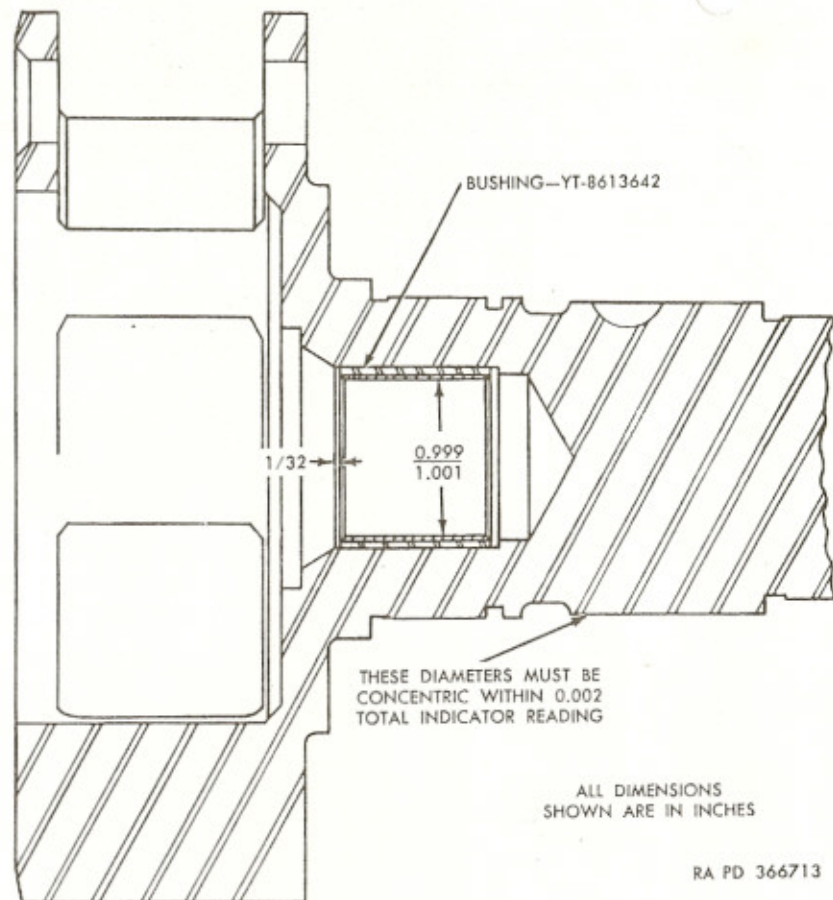 BUSHING—YT-8613642
1/32
0.999
1.001
THESE DIAMETERS MUST BE
CONCENTRIC WITHIN 0.002
TOTAL INDICATOR READING
ALL DIMENSIONS
SHOWN ARE IN INCHES
RA PD 366713